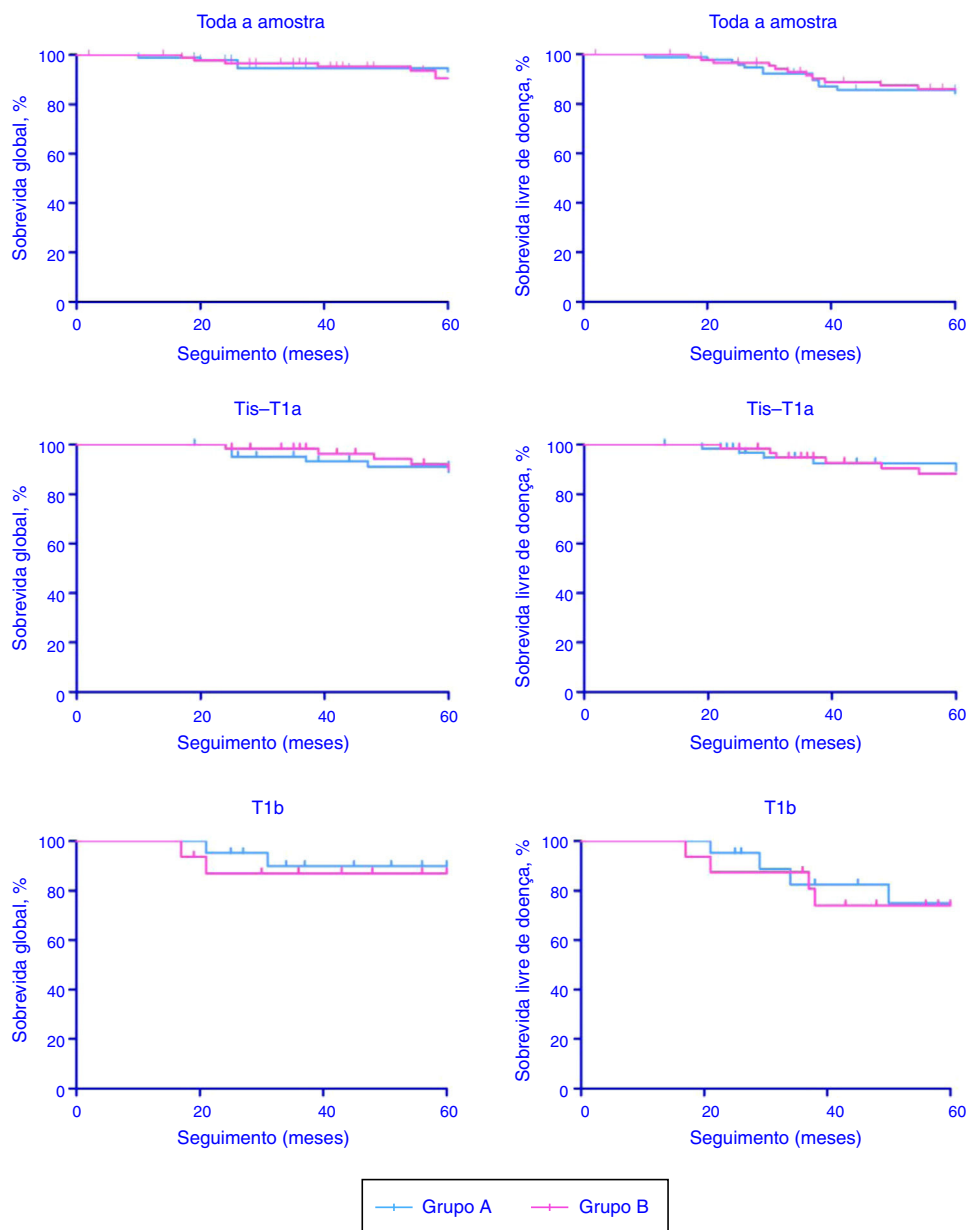 Toda a amostra
Sobrevida global, %
100
80
60
40
20
0
0 20 40 60
Seguimento (meses)
Toda a amostra
Sobrevida livre de doença, %
100
80
60
40
20
0
0 20 40 60
Seguimento (meses)
Tis–T1a
Sobrevida global, %
100
80
60
40
20
0
0 20 40 60
Seguimento (meses)
Tis–T1a
Sobrevida livre de doença, %
100
80
60
40
20
0
0 20 40 60
Seguimento (meses)
T1b
Sobrevida global, %
100
80
60
40
20
0
0 20 40 60
Seguimento (meses)
T1b
Sobrevida livre de doença, %
100
80
60
40
20
0
0 20 40 60
Seguimento (meses)
Grupo A Grupo B